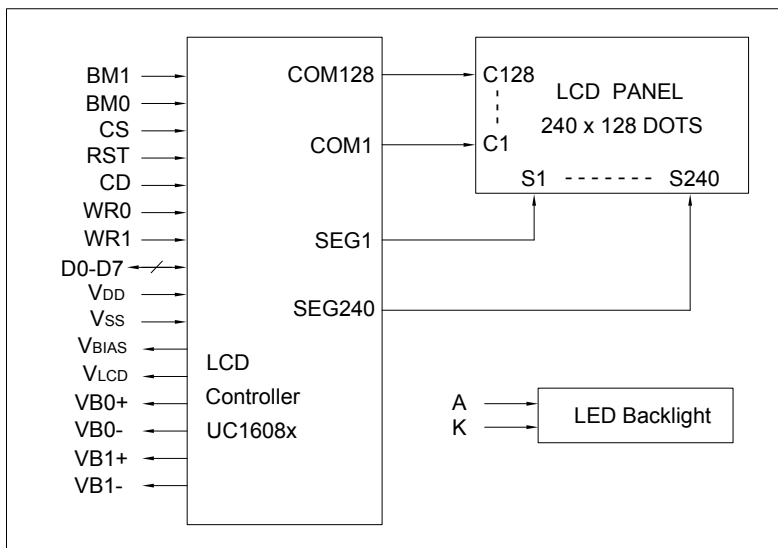 BM1
BM0
CS
RST
CD
WR0
WR1
D0-D7
VDD
VSS
VBIAS
VLCD
VB0+
VB0-
VB1+
VB1-
COM128
COM1
SEG1
SEG240
LCD
Controller
UC1608x
C128
C1
LCD PANEL
240 x 128 DOTS
S1 ------- S240
A
K
LED Backlight